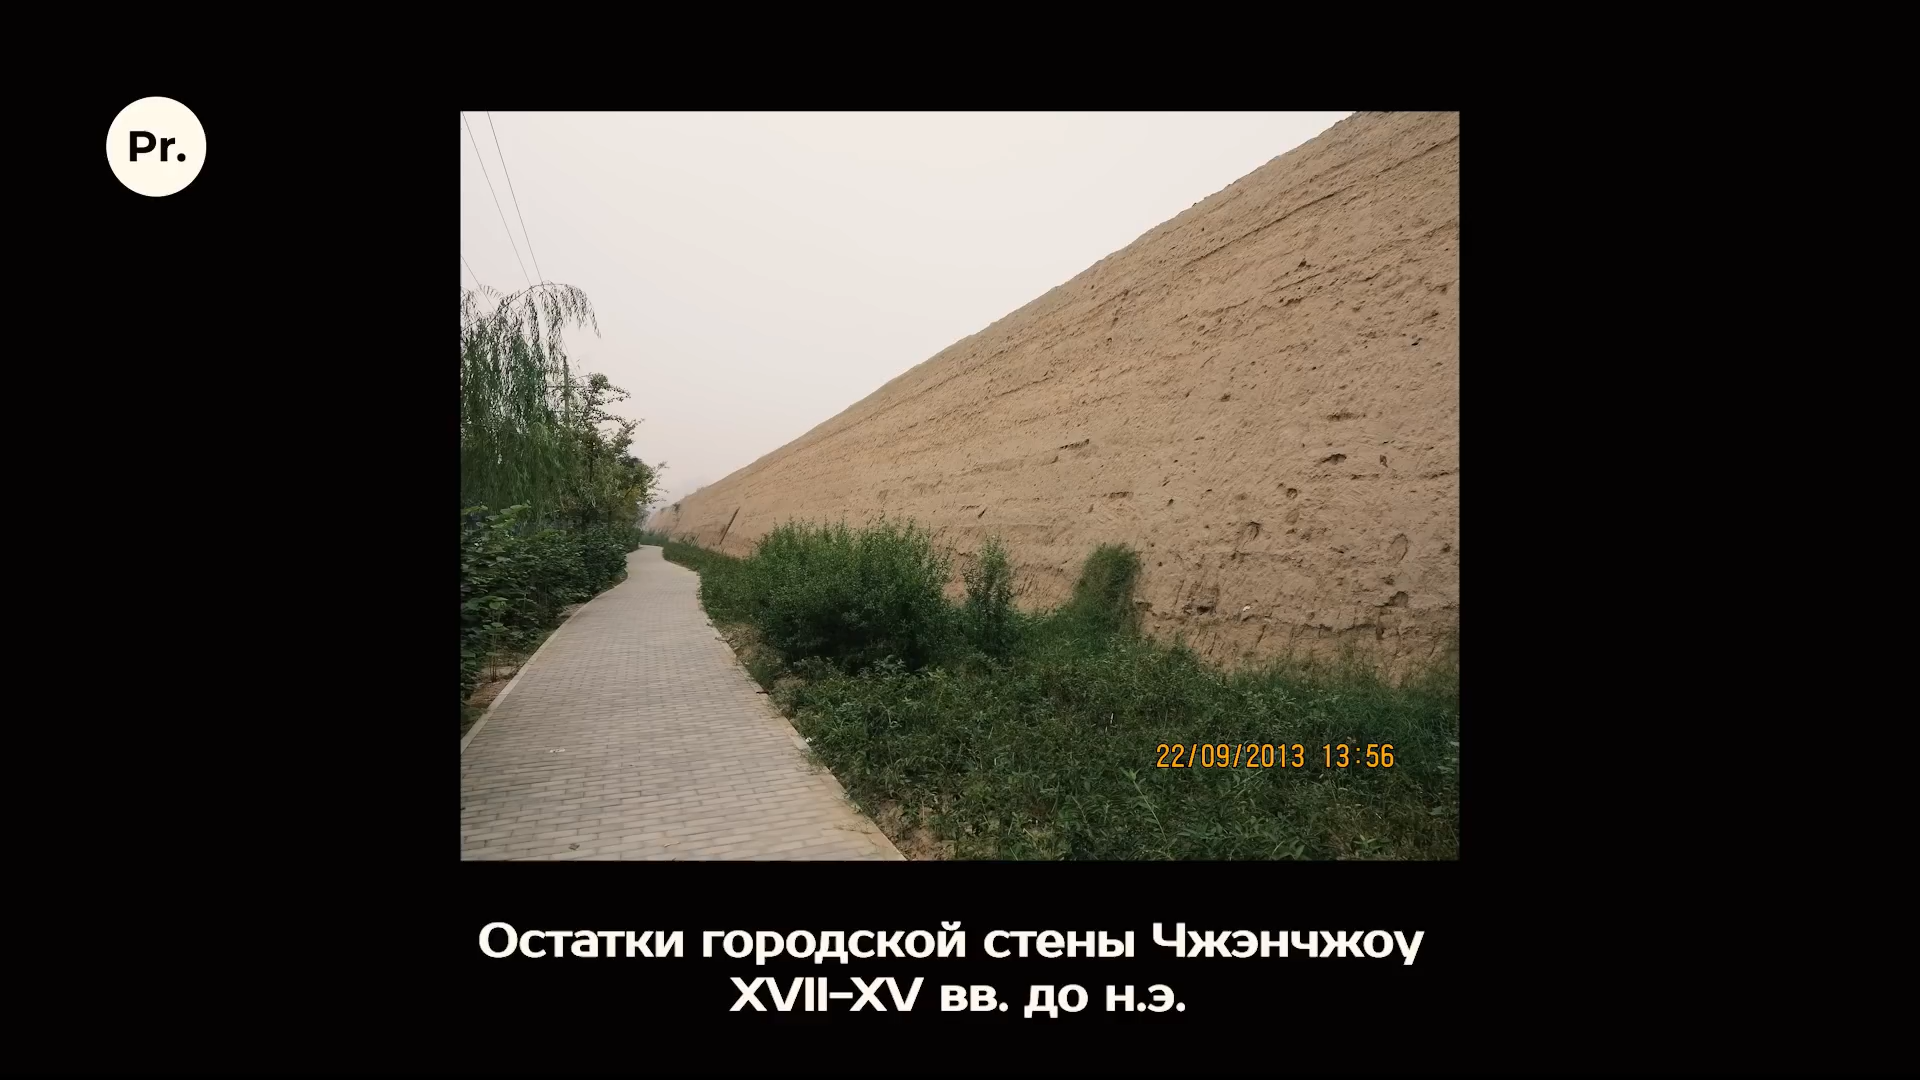 Pr.
22/09/2013 13:56
Остатки городской стены Чжэнчжоу
XVII–XV вв. до н.э.